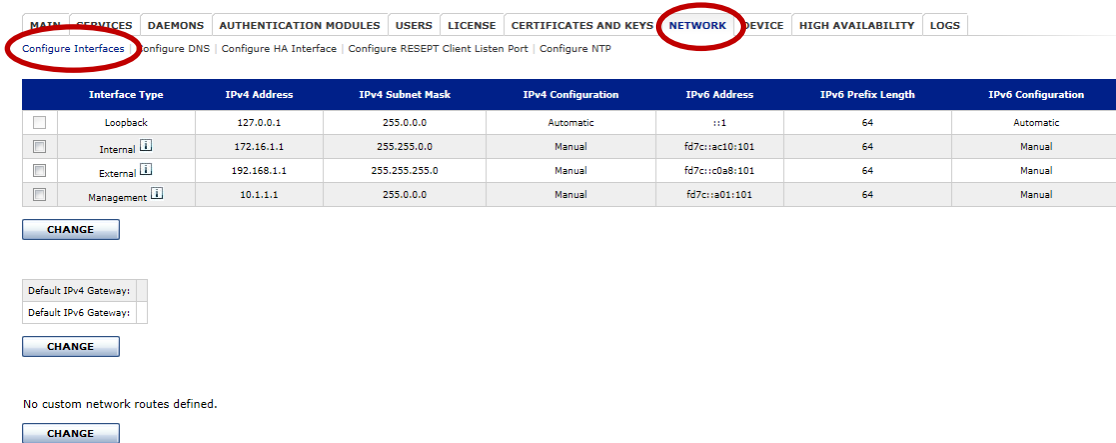 MAIN SERVICES DAEMONS AUTHENTICATION MODULES USERS LICENSE CERTIFICATES AND KEYS NETWORK DEVICE HIGH AVAILABILITY LOGS
Configure Interfaces | Configure DNS | Configure HA Interface | Configure RESEPT Client Listen Port | Configure NTP
Interface Type IPv4 Address IPv4 Subnet Mask IPv4 Configuration IPv6 Address IPv6 Prefix Length IPv6 Configuration
Loopback 127.0.0.1 255.0.0.0 Automatic ::1 64 Automatic
Internal i 172.16.1.1 255.255.0.0 Manual fd7c::ac10:101 64 Manual
External i 192.168.1.1 255.255.255.0 Manual fd7c::c0a8:101 64 Manual
Management i 10.1.1.1 255.0.0.0 Manual fd7c::a01:101 64 Manual
CHANGE
Default IPv4 Gateway:
Default IPv6 Gateway:
CHANGE
No custom network routes defined.
CHANGE